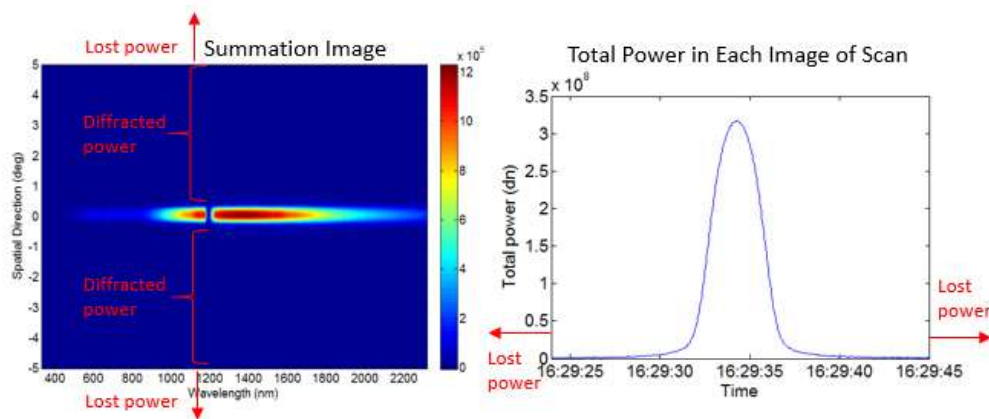 Lost power
Summation Image
x 10⁵
5
4
3
2
1
0
-1
-2
-3
-4
-5
Spatial Direction (deg)
Diffracted
power
Diffracted
power
400 600 800 1000 1200 1400 1600 1800 2000 2200
Wavelength (nm)
Lost power
12
10
8
6
4
2
0
Total Power in Each Image of Scan
x 10⁸
3.5
3
2.5
2
1.5
1
0.5
0
Total power (dn)
Lost
power
Lost
power
16:29:25 16:29:30 16:29:35 16:29:40 16:29:45
Time